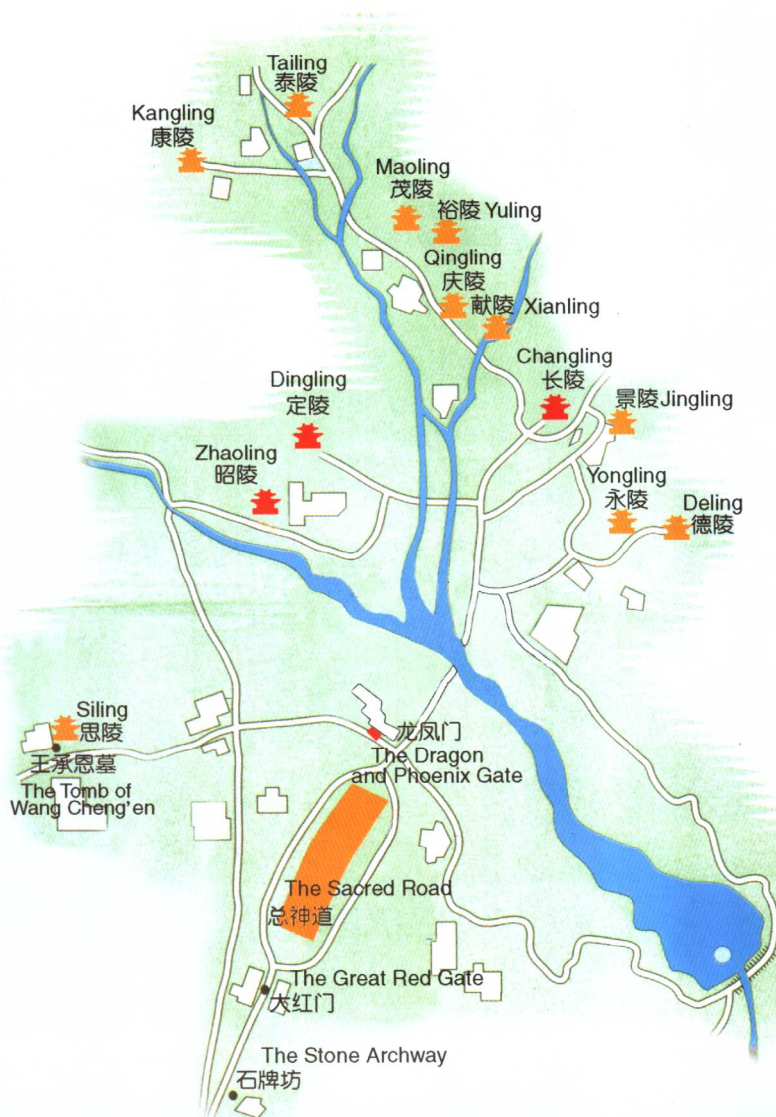 Tailing
泰陵
Kangling
康陵
Maoling
茂陵
裕陵 Yuling
Qingling
庆陵
献陵 Xianling
Changling
长陵
Dingling
定陵
景陵 Jingling
Zhaoling
昭陵
Yongling
永陵
Deling
德陵
Siling
思陵
王承恩墓
The Tomb of
Wang Cheng'en
龙凤门
The Dragon
and Phoenix Gate
The Sacred Road
总神道
The Great Red Gate
大红门
The Stone Archway
石牌坊